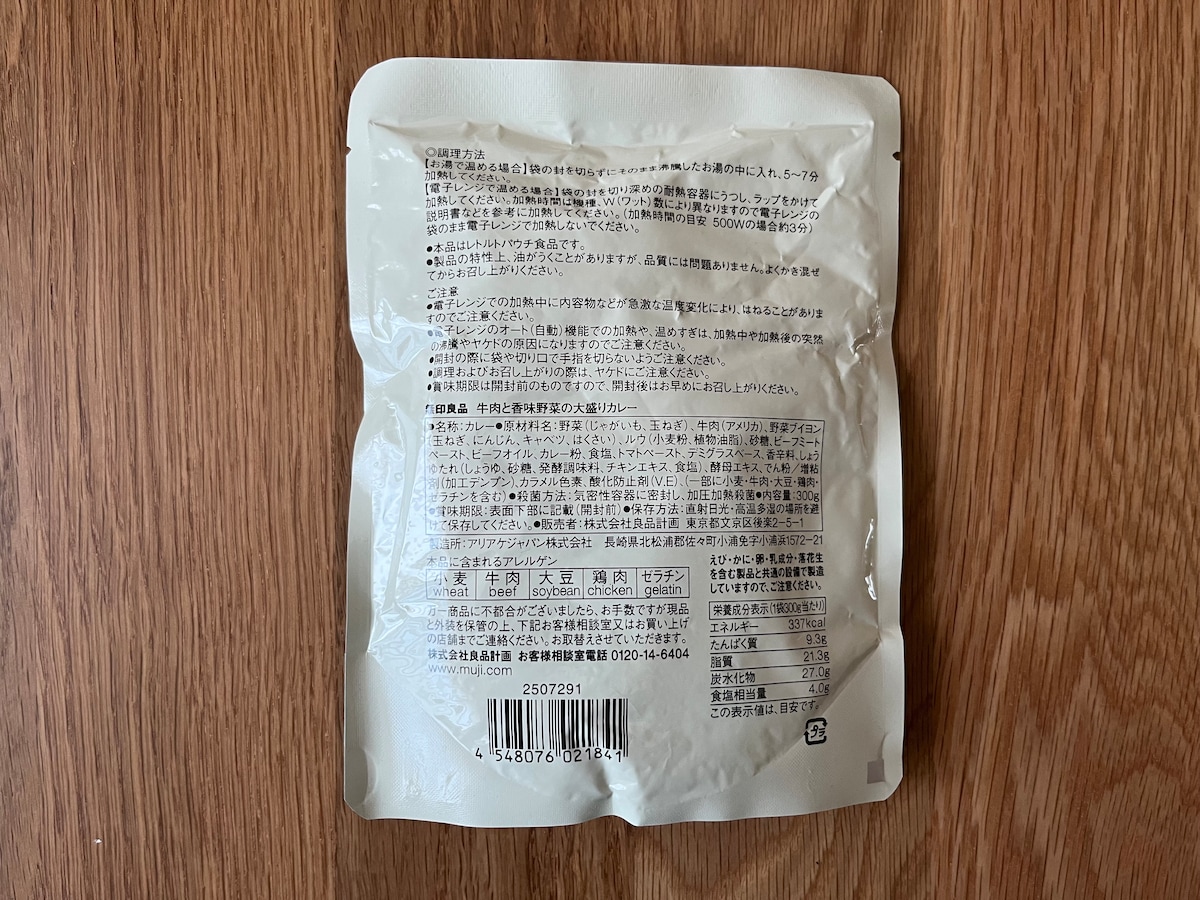 ◎調理方法
【お湯で温める場合】袋の封を切らずにそのまま沸騰したお湯の中に入れ、5〜7分
加熱してください。
【電子レンジで温める場合】袋の封を切り深めの耐熱容器にうつし、ラップをかけて
加熱してください。加熱時間は機種、W(ワット)数により異なりますので電子レンジの
説明書などを参考に加熱してください。(加熱時間の目安 500Wの場合約3分)
袋のまま電子レンジで加熱しないでください。
●本品はレトルトパウチ食品です。
●製品の特性上、油がうくことがありますが、品質には問題ありません。よくかき混ぜ
てからお召し上がりください。
ご注意
●電子レンジでの加熱中に内容物などが急激な温度変化により、はねることがありま
すのでご注意ください。
●電子レンジのオート(自動)機能での加熱や、温めすぎは、加熱中や加熱後の突然
の沸騰やヤケドの原因になりますのでご注意ください。
●開封の際に袋や切り口で手指を切らないようご注意ください。
●調理およびお召し上がりの際は、ヤケドにご注意ください。
●賞味期限は開封前のものですので、開封後はお早めにお召し上がりください。
無印良品 牛肉と香味野菜の大盛りカレー
●名称:カレー●原材料名:野菜(じゃがいも、玉ねぎ)、牛肉(アメリカ)、野菜ブイヨン
(玉ねぎ、にんじん、キャベツ、はくさい)、ルウ(小麦粉、植物油脂)、砂糖、ビーフミート
ペースト、ビーフオイル、カレー粉、食塩、トマトペースト、デミグラスベース、香辛料、しょう
ゆたれ(しょうゆ、砂糖、発酵調味料、チキンエキス、食塩)、酵母エキス、でん粉/増粘
剤(加工デンプン)、カラメル色素、酸化防止剤(V.E)、(一部に小麦・牛肉・大豆・鶏肉・
ゼラチンを含む)●殺菌方法:気密性容器に密封し、加圧加熱殺菌●内容量:300g
●賞味期限:表面下部に記載(開封前)●保存方法:直射日光・高温多湿の場所を避
けて保存してください。●販売者:株式会社良品計画 東京都文京区後楽2-5-1
製造所:アリアケジャパン株式会社 長崎県北松浦郡佐々町小浦免字小浦浜1572-21
本品に含まれるアレルゲン
小麦 牛肉 大豆 鶏肉 ゼラチン
wheat beef soybean chicken gelatin
えび・かに・卵・乳成分・落花生
を含む製品と共通の設備で製造
していますので、ご注意ください。
万一商品に不都合がございましたら、お手数ですが現品
と外装を保管の上、下記お客様相談室又はお買い上げ
の店舗までご連絡ください。お取替えさせていただきます。
株式会社良品計画 お客様相談室電話 0120-14-6404
www.muji.com
栄養成分表示(1袋300g当たり)
エネルギー 337kcal
たんぱく質 9.3g
脂質 21.3g
炭水化物 27.0g
食塩相当量 4.0g
この表示値は、目安です。
2507291
4 548076 021841
プラ